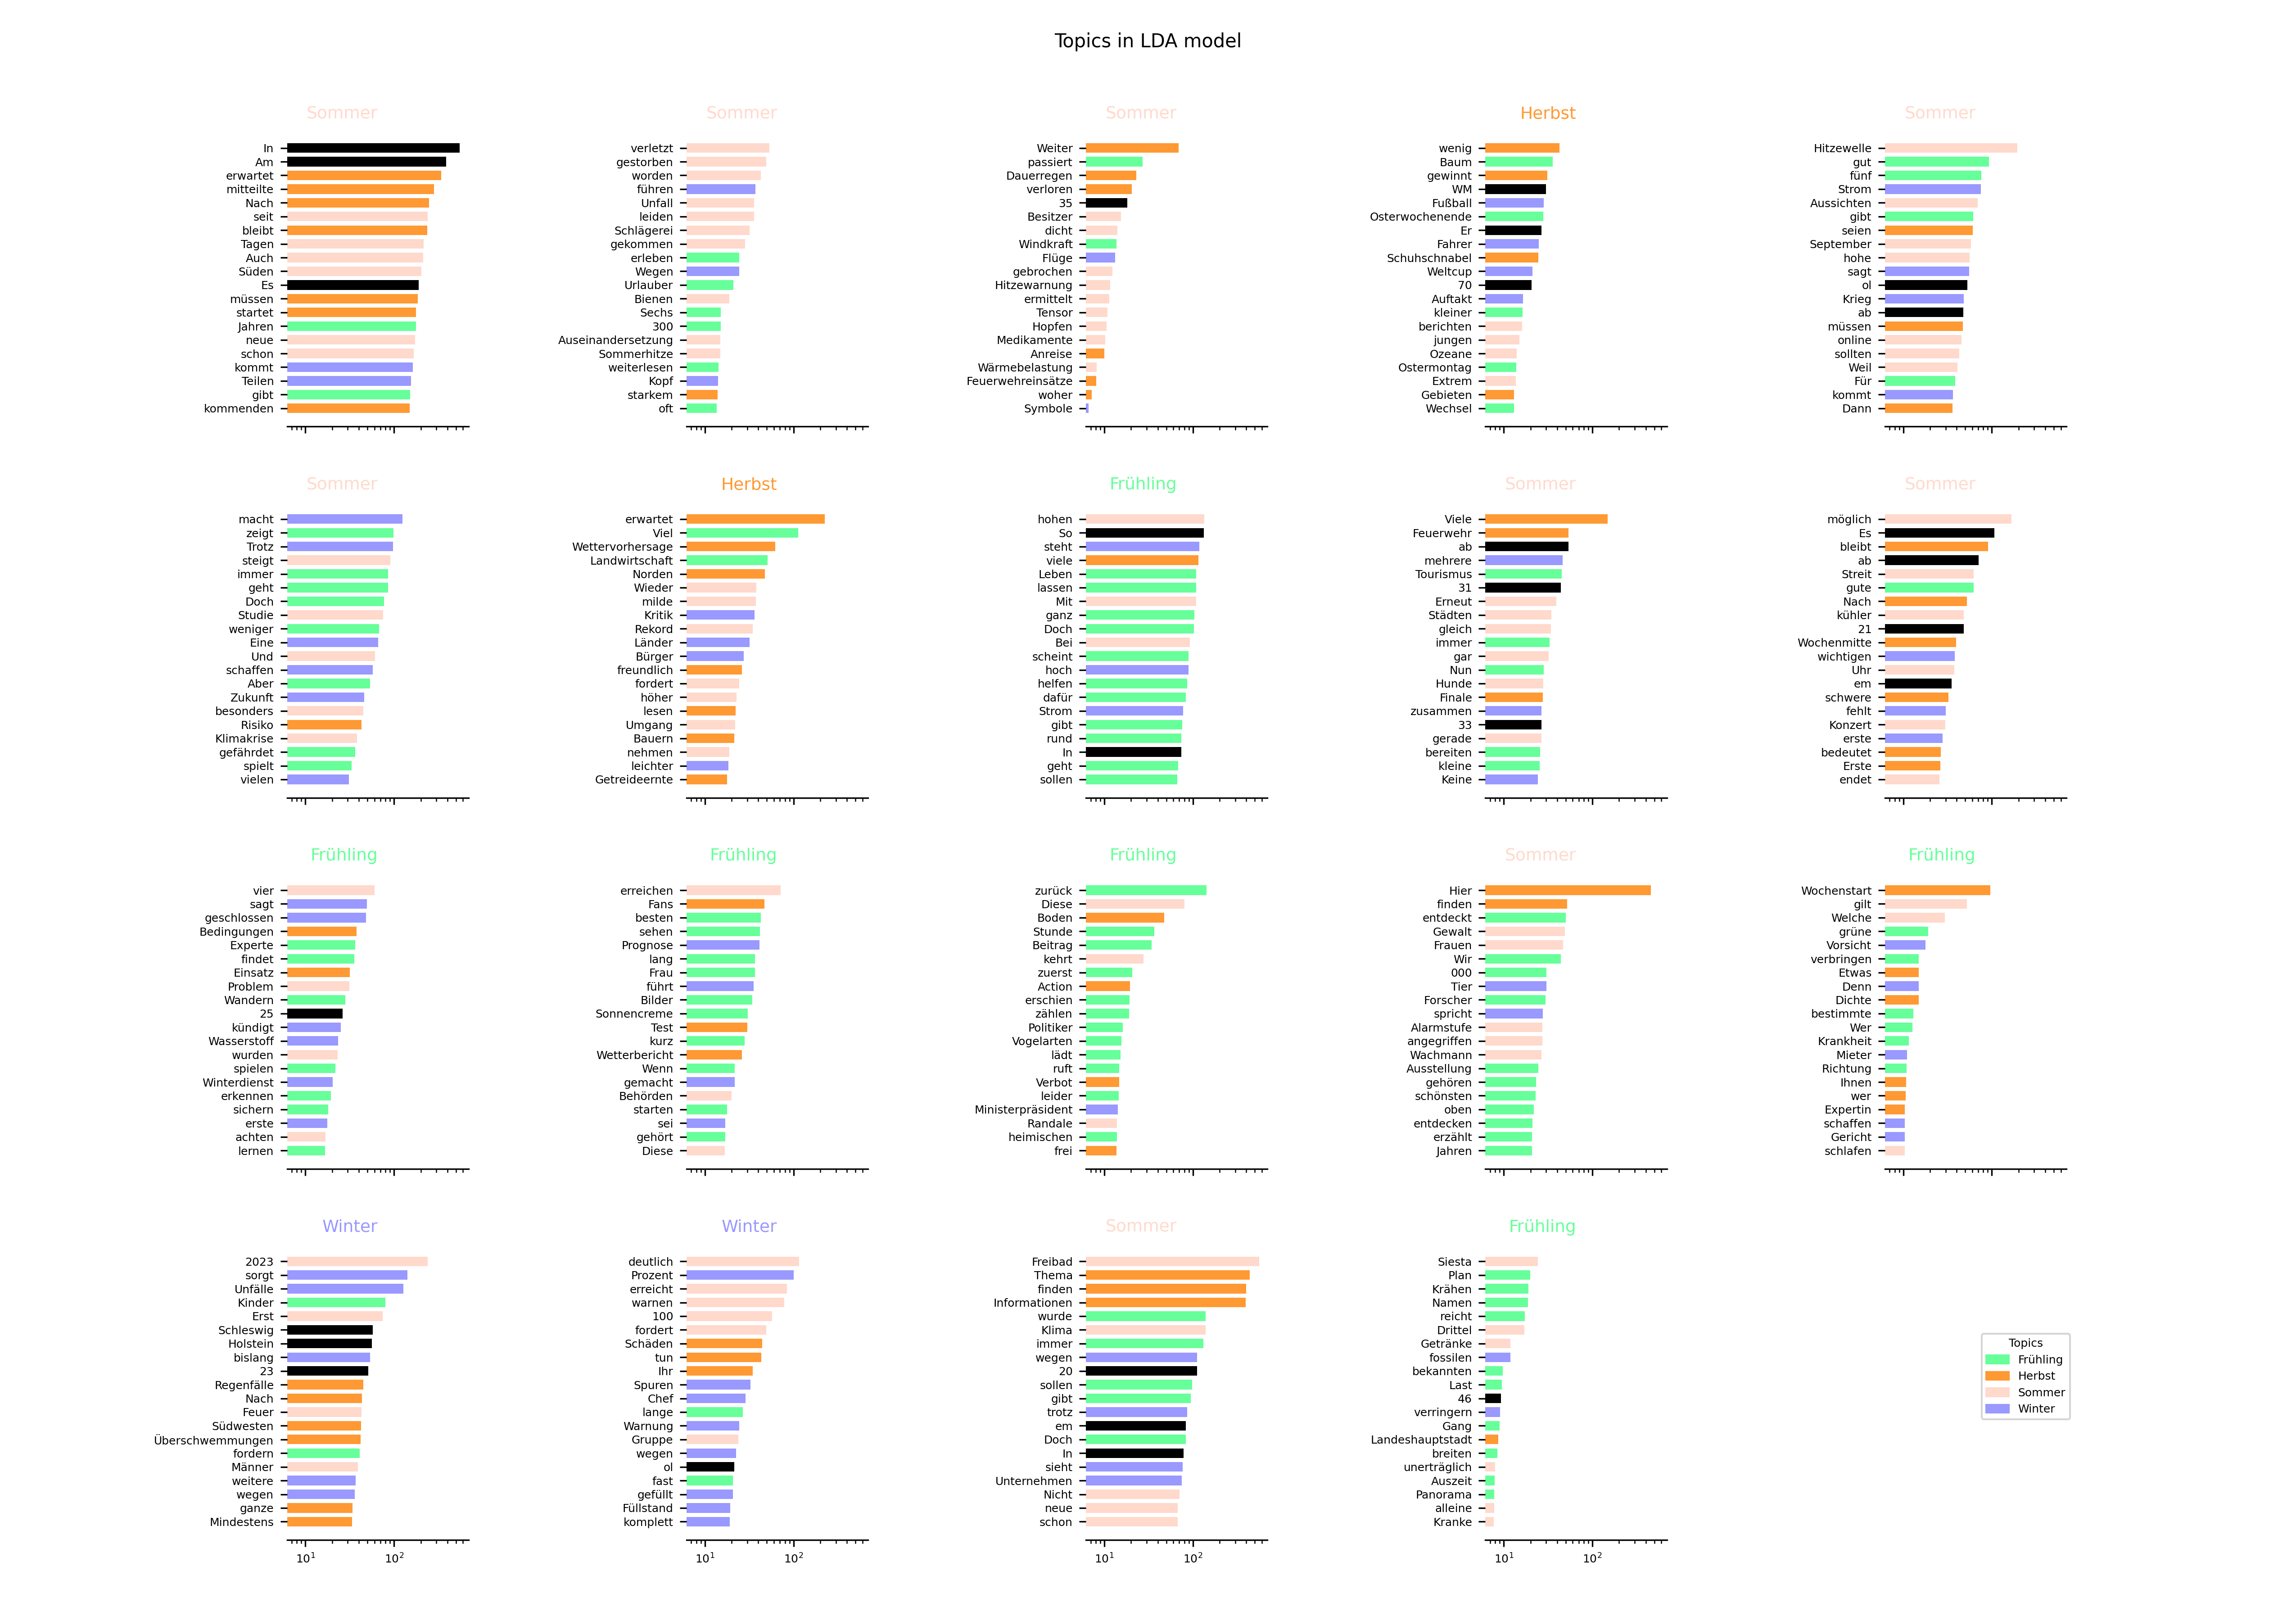 Topics in LDA model
Sommer
In
Am
erwartet
mitteilte
Nach
seit
bleibt
Tagen
Auch
Süden
Es
müssen
startet
Jahren
neue
schon
kommt
Teilen
gibt
kommenden
Sommer
verletzt
gestorben
worden
führen
Unfall
leiden
Schlägerei
gekommen
erleben
Wegen
Urlauber
Bienen
Sechs
300
Auseinandersetzung
Sommerhitze
weiterlesen
Kopf
starkem
oft
Sommer
Weiter
passiert
Dauerregen
verloren
35
Besitzer
dicht
Windkraft
Flüge
gebrochen
Hitzewarnung
ermittelt
Tensor
Hopfen
Medikamente
Anreise
Wärmebelastung
Feuerwehreinsätze
woher
Symbole
Herbst
wenig
Baum
gewinnt
WM
Fußball
Osterwochenende
Er
Fahrer
Schuhschnabel
Weltcup
70
Auftakt
kleiner
berichten
jungen
Ozeane
Ostermontag
Extrem
Gebieten
Wechsel
Sommer
Hitzewelle
gut
fünf
Strom
Aussichten
gibt
seien
September
hohe
sagt
ol
Krieg
ab
müssen
online
sollten
Weil
Für
kommt
Dann
Sommer
macht
zeigt
Trotz
steigt
immer
geht
Doch
Studie
weniger
Eine
Und
schaffen
Aber
Zukunft
besonders
Risiko
Klimakrise
gefährdet
spielt
vielen
Herbst
erwartet
Viel
Wettervorhersage
Landwirtschaft
Norden
Wieder
milde
Kritik
Rekord
Länder
Bürger
freundlich
fordert
höher
lesen
Umgang
Bauern
nehmen
leichter
Getreideernte
Frühling
hohen
So
steht
viele
Leben
lassen
Mit
ganz
Doch
Bei
scheint
hoch
helfen
dafür
Strom
gibt
rund
In
geht
sollen
Sommer
Viele
Feuerwehr
ab
mehrere
Tourismus
31
Erneut
Städten
gleich
immer
gar
Nun
Hunde
Finale
zusammen
33
gerade
bereiten
kleine
Keine
Sommer
möglich
Es
bleibt
ab
Streit
gute
Nach
kühler
21
Wochenmitte
wichtigen
Uhr
em
schwere
fehlt
Konzert
erste
bedeutet
Erste
endet
Frühling
vier
sagt
geschlossen
Bedingungen
Experte
findet
Einsatz
Problem
Wandern
25
kündigt
Wasserstoff
wurden
spielen
Winterdienst
erkennen
sichern
erste
achten
lernen
Frühling
erreichen
Fans
besten
sehen
Prognose
lang
Frau
führt
Bilder
Sonnencreme
Test
kurz
Wetterbericht
Wenn
gemacht
Behörden
starten
sei
gehört
Diese
Frühling
zurück
Diese
Boden
Stunde
Beitrag
kehrt
zuerst
Action
erschien
zählen
Politiker
Vogelarten
lädt
ruft
Verbot
leider
Ministerpräsident
Randale
heimischen
frei
Sommer
Hier
finden
entdeckt
Gewalt
Frauen
Wir
000
Tier
Forscher
spricht
Alarmstufe
angegriffen
Wachmann
Ausstellung
gehören
schönsten
oben
entdecken
erzählt
Jahren
Frühling
Wochenstart
gilt
Welche
grüne
Vorsicht
verbringen
Etwas
Denn
Dichte
bestimmte
Wer
Krankheit
Mieter
Richtung
Ihnen
wer
Expertin
schaffen
Gericht
schlafen
Winter
2023
sorgt
Unfälle
Kinder
Erst
Schleswig
Holstein
bislang
23
Regenfälle
Nach
Feuer
Südwesten
Überschwemmungen
fordern
Männer
weitere
wegen
ganze
Mindestens
10¹ 10²
Winter
deutlich
Prozent
erreicht
warnen
100
fordert
Schäden
tun
Ihr
Spuren
Chef
lange
Warnung
Gruppe
wegen
ol
fast
gefüllt
Füllstand
komplett
10¹ 10²
Sommer
Freibad
Thema
finden
Informationen
wurde
Klima
immer
wegen
20
sollen
gibt
trotz
em
Doch
In
sieht
Unternehmen
Nicht
neue
schon
10¹ 10²
Frühling
Siesta
Plan
Krähen
Namen
reicht
Drittel
Getränke
fossilen
bekannten
Last
46
verringern
Gang
Landeshauptstadt
breiten
unerträglich
Auszeit
Panorama
alleine
Kranke
10¹ 10²
Topics
Frühling
Herbst
Sommer
Winter